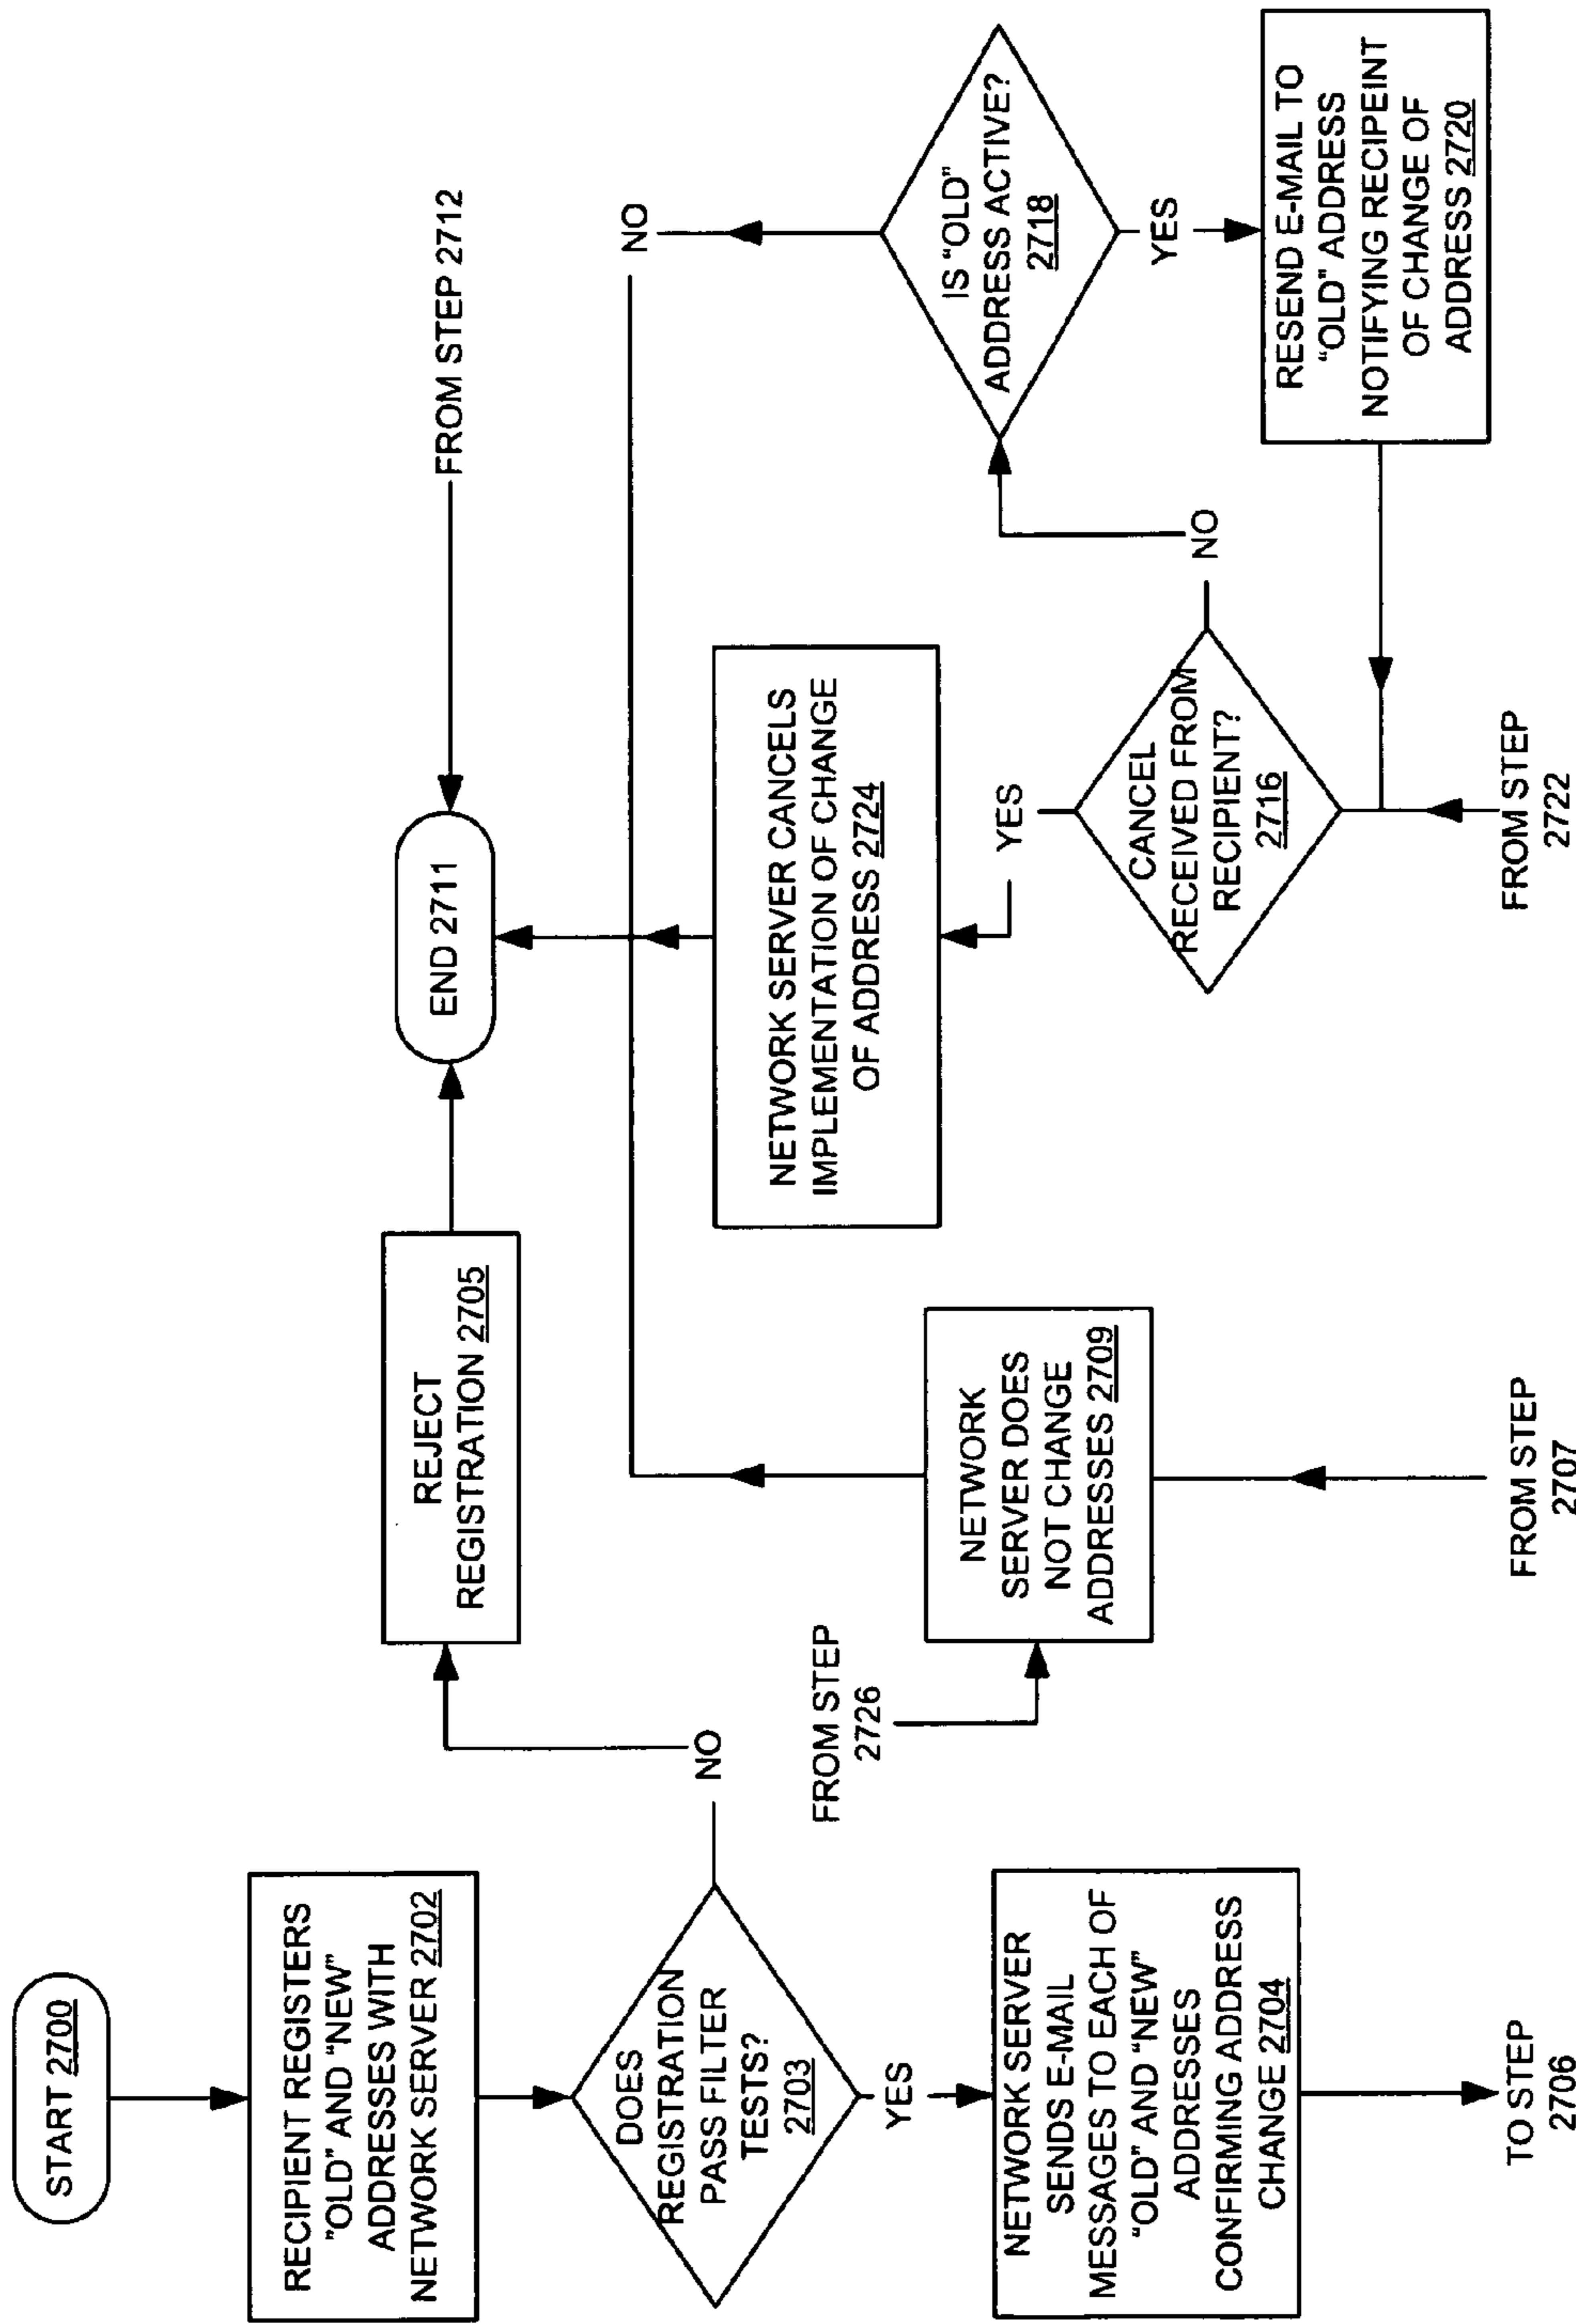 START 2700
RECIPIENT REGISTERS
"OLD" AND "NEW"
ADDRESSES WITH
NETWORK SERVER 2702
DOES
REGISTRATION
PASS FILTER
TESTS?
2703
NO
YES
NETWORK SERVER
SENDS E-MAIL
MESSAGES TO EACH OF
"OLD" AND "NEW"
ADDRESSES
CONFIRMING ADDRESS
CHANGE 2704
TO STEP
2706
REJECT
REGISTRATION 2705
FROM STEP
2726
NETWORK
SERVER DOES
NOT CHANGE
ADDRESSES 2709
FROM STEP
2707
END 2711
FROM STEP 2712
NETWORK SERVER CANCELS
IMPLEMENTATION OF CHANGE
OF ADDRESS 2724
YES
CANCEL
RECEIVED FROM
RECIPIENT?
2716
NO
FROM STEP
2722
NO
IS "OLD"
ADDRESS ACTIVE?
2718
YES
RESEND E-MAIL TO
"OLD" ADDRESS
NOTIFYING RECIPEINT
OF CHANGE OF
ADDRESS 2720